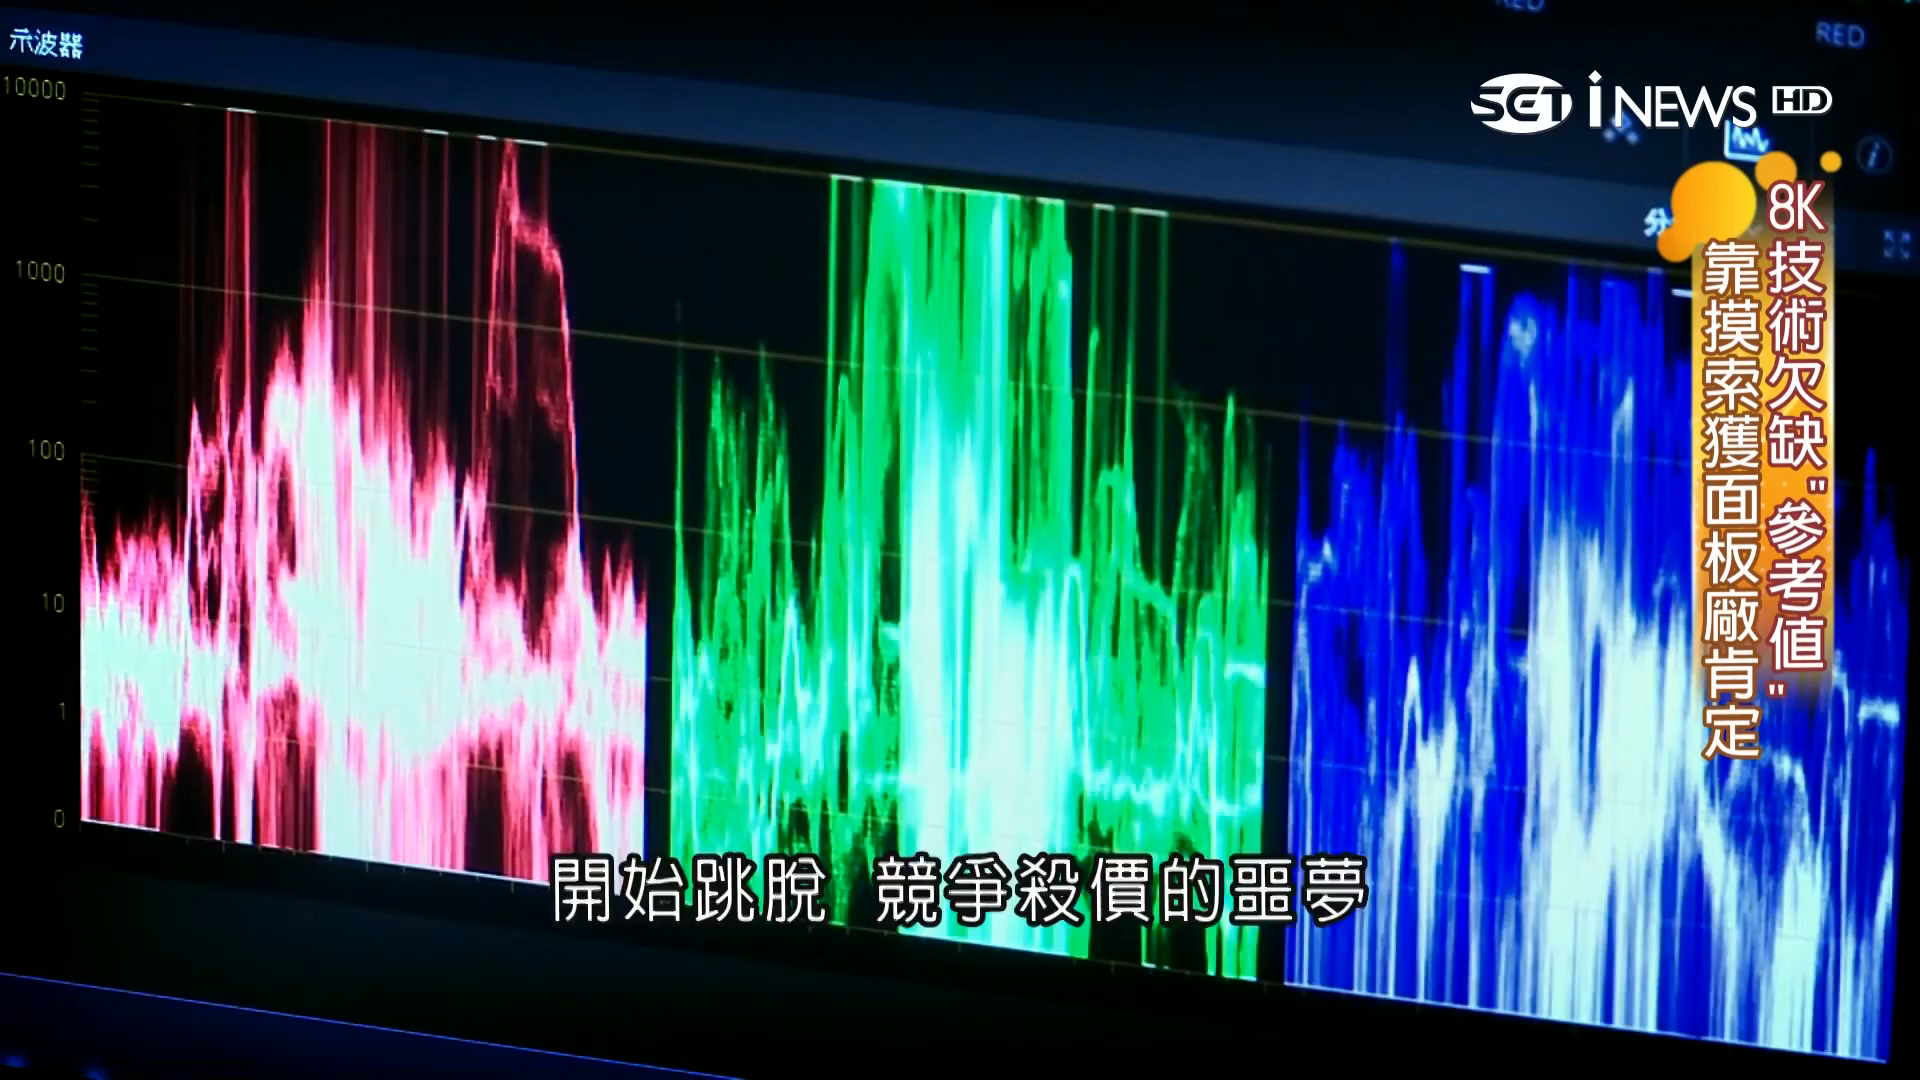 RED
RED
示波器
SET iNEWS HD
10000
1000
100
10
1
0
8K技術欠缺"參考值"
靠摸索獲面板廠肯定
開始跳脫 競爭殺價的噩夢